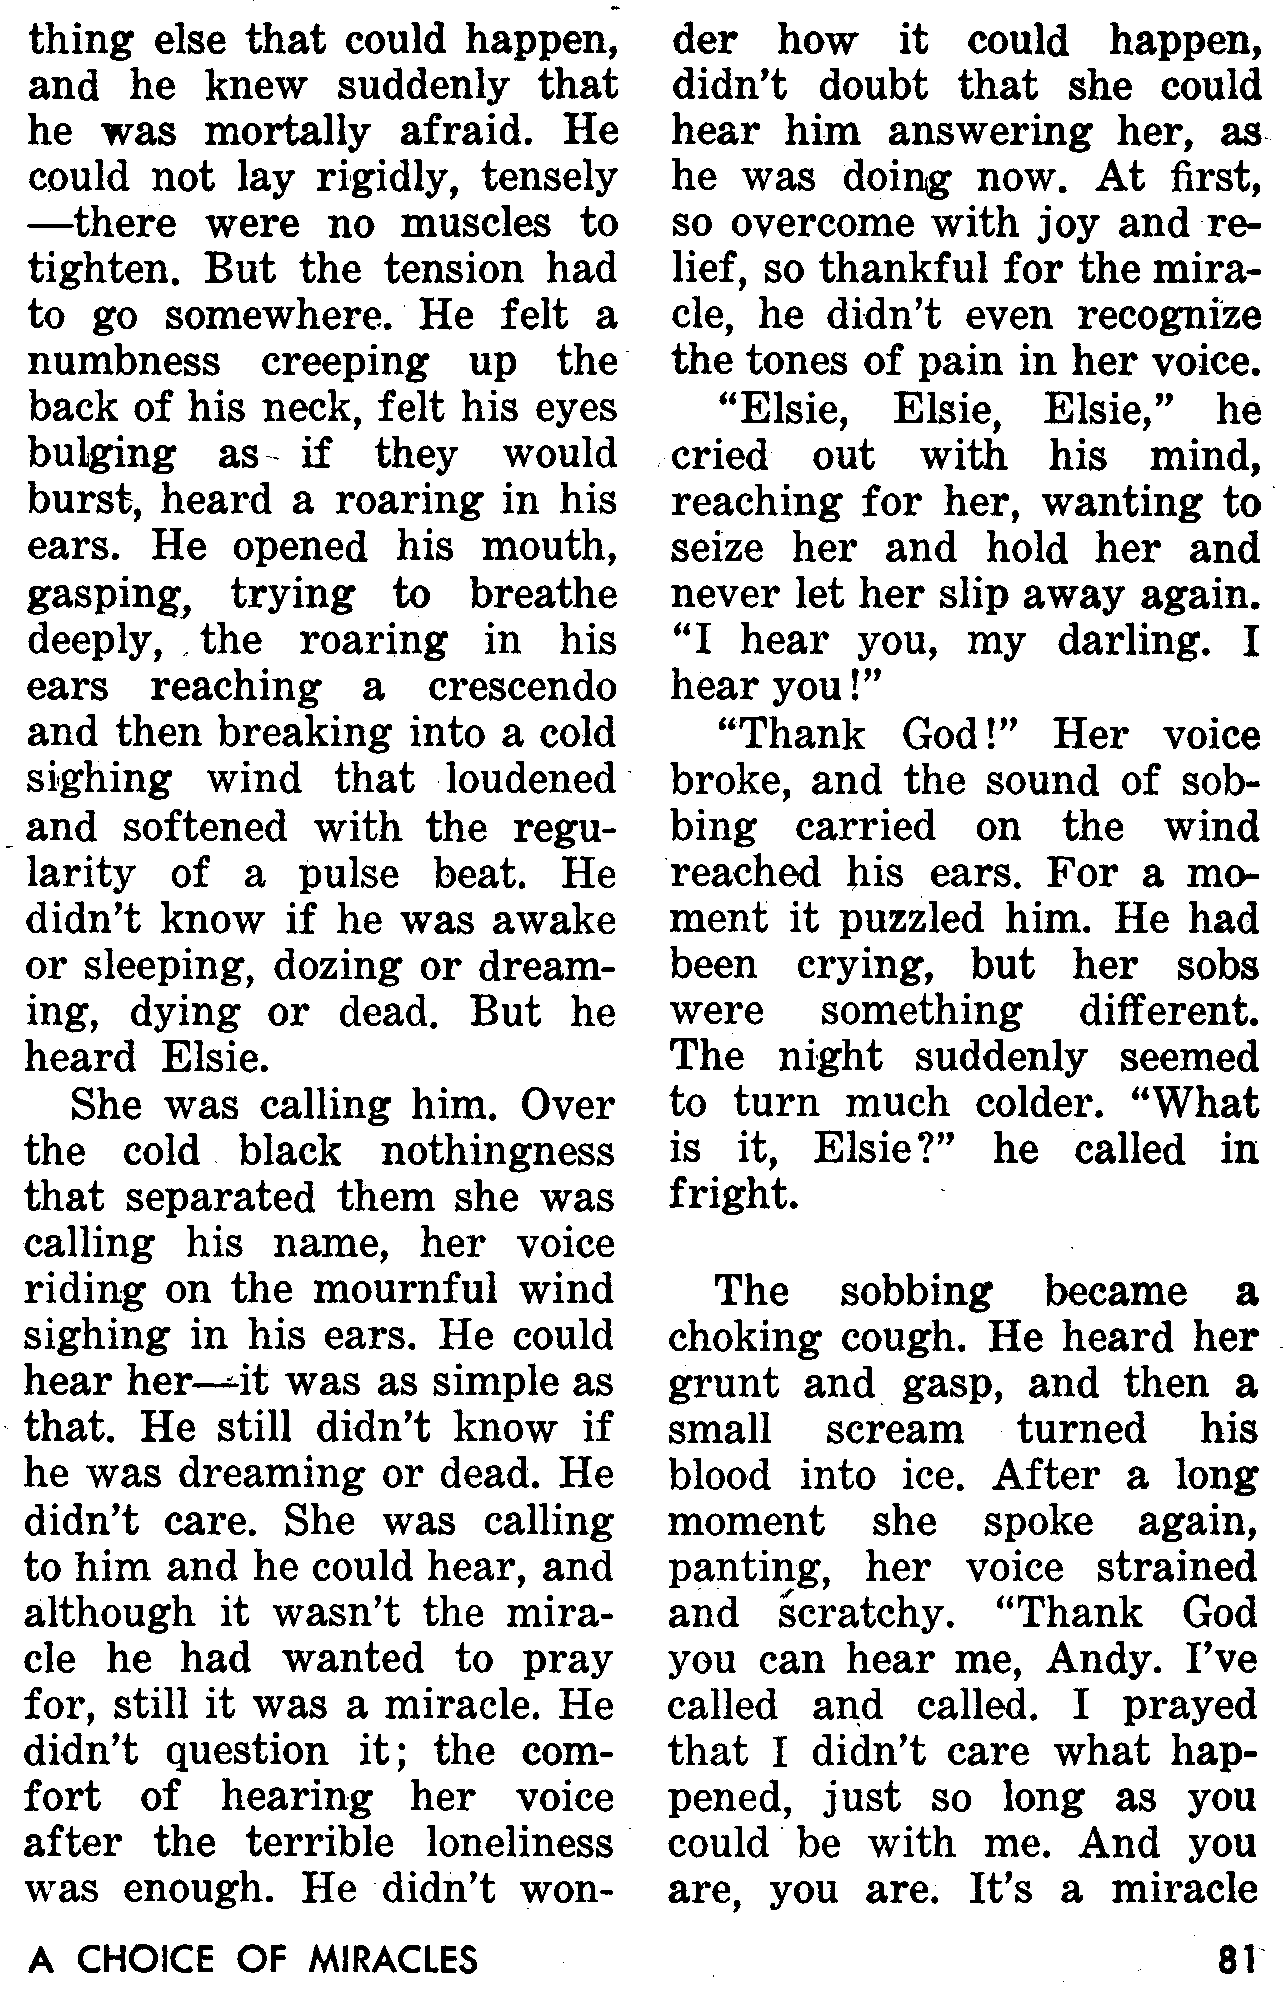 thing else that could happen,
and he knew suddenly that
he was mortally afraid. He
could not lay rigidly, tensely
—there were no muscles to
tighten. But the tension had
to go somewhere. He felt a
numbness creeping up the
back of his neck, felt his eyes
bulging as if they would
burst, heard a roaring in his
ears. He opened his mouth,
gasping, trying to breathe
deeply, the roaring in his
ears reaching a crescendo
and then breaking into a cold
sighing wind that loudened
and softened with the regu-
larity of a pulse beat. He
didn't know if he was awake
or sleeping, dozing or dream-
ing, dying or dead. But he
heard Elsie.
She was calling him. Over
the cold black nothingness
that separated them she was
calling his name, her voice
riding on the mournful wind
sighing in his ears. He could
hear her—it was as simple as
that. He still didn't know if
he was dreaming or dead. He
didn't care. She was calling
to him and he could hear, and
although it wasn't the mira-
cle he had wanted to pray
for, still it was a miracle. He
didn't question it; the com-
fort of hearing her voice
after the terrible loneliness
was enough. He didn't won-
der how it could happen,
didn't doubt that she could
hear him answering her, as
he was doing now. At first,
so overcome with joy and re-
lief, so thankful for the mira-
cle, he didn't even recognize
the tones of pain in her voice.
"Elsie, Elsie, Elsie," he
cried out with his mind,
reaching for her, wanting to
seize her and hold her and
never let her slip away again.
"I hear you, my darling. I
hear you!"
"Thank God!" Her voice
broke, and the sound of sob-
bing carried on the wind
reached his ears. For a mo-
ment it puzzled him. He had
been crying, but her sobs
were something different.
The night suddenly seemed
to turn much colder. "What
is it, Elsie?" he called in
fright.
The sobbing became a
choking cough. He heard her
grunt and gasp, and then a
small scream turned his
blood into ice. After a long
moment she spoke again,
panting, her voice strained
and scratchy. "Thank God
you can hear me, Andy. I've
called and called. I prayed
that I didn't care what hap-
pened, just so long as you
could be with me. And you
are, you are. It's a miracle
A CHOICE OF MIRACLES
81